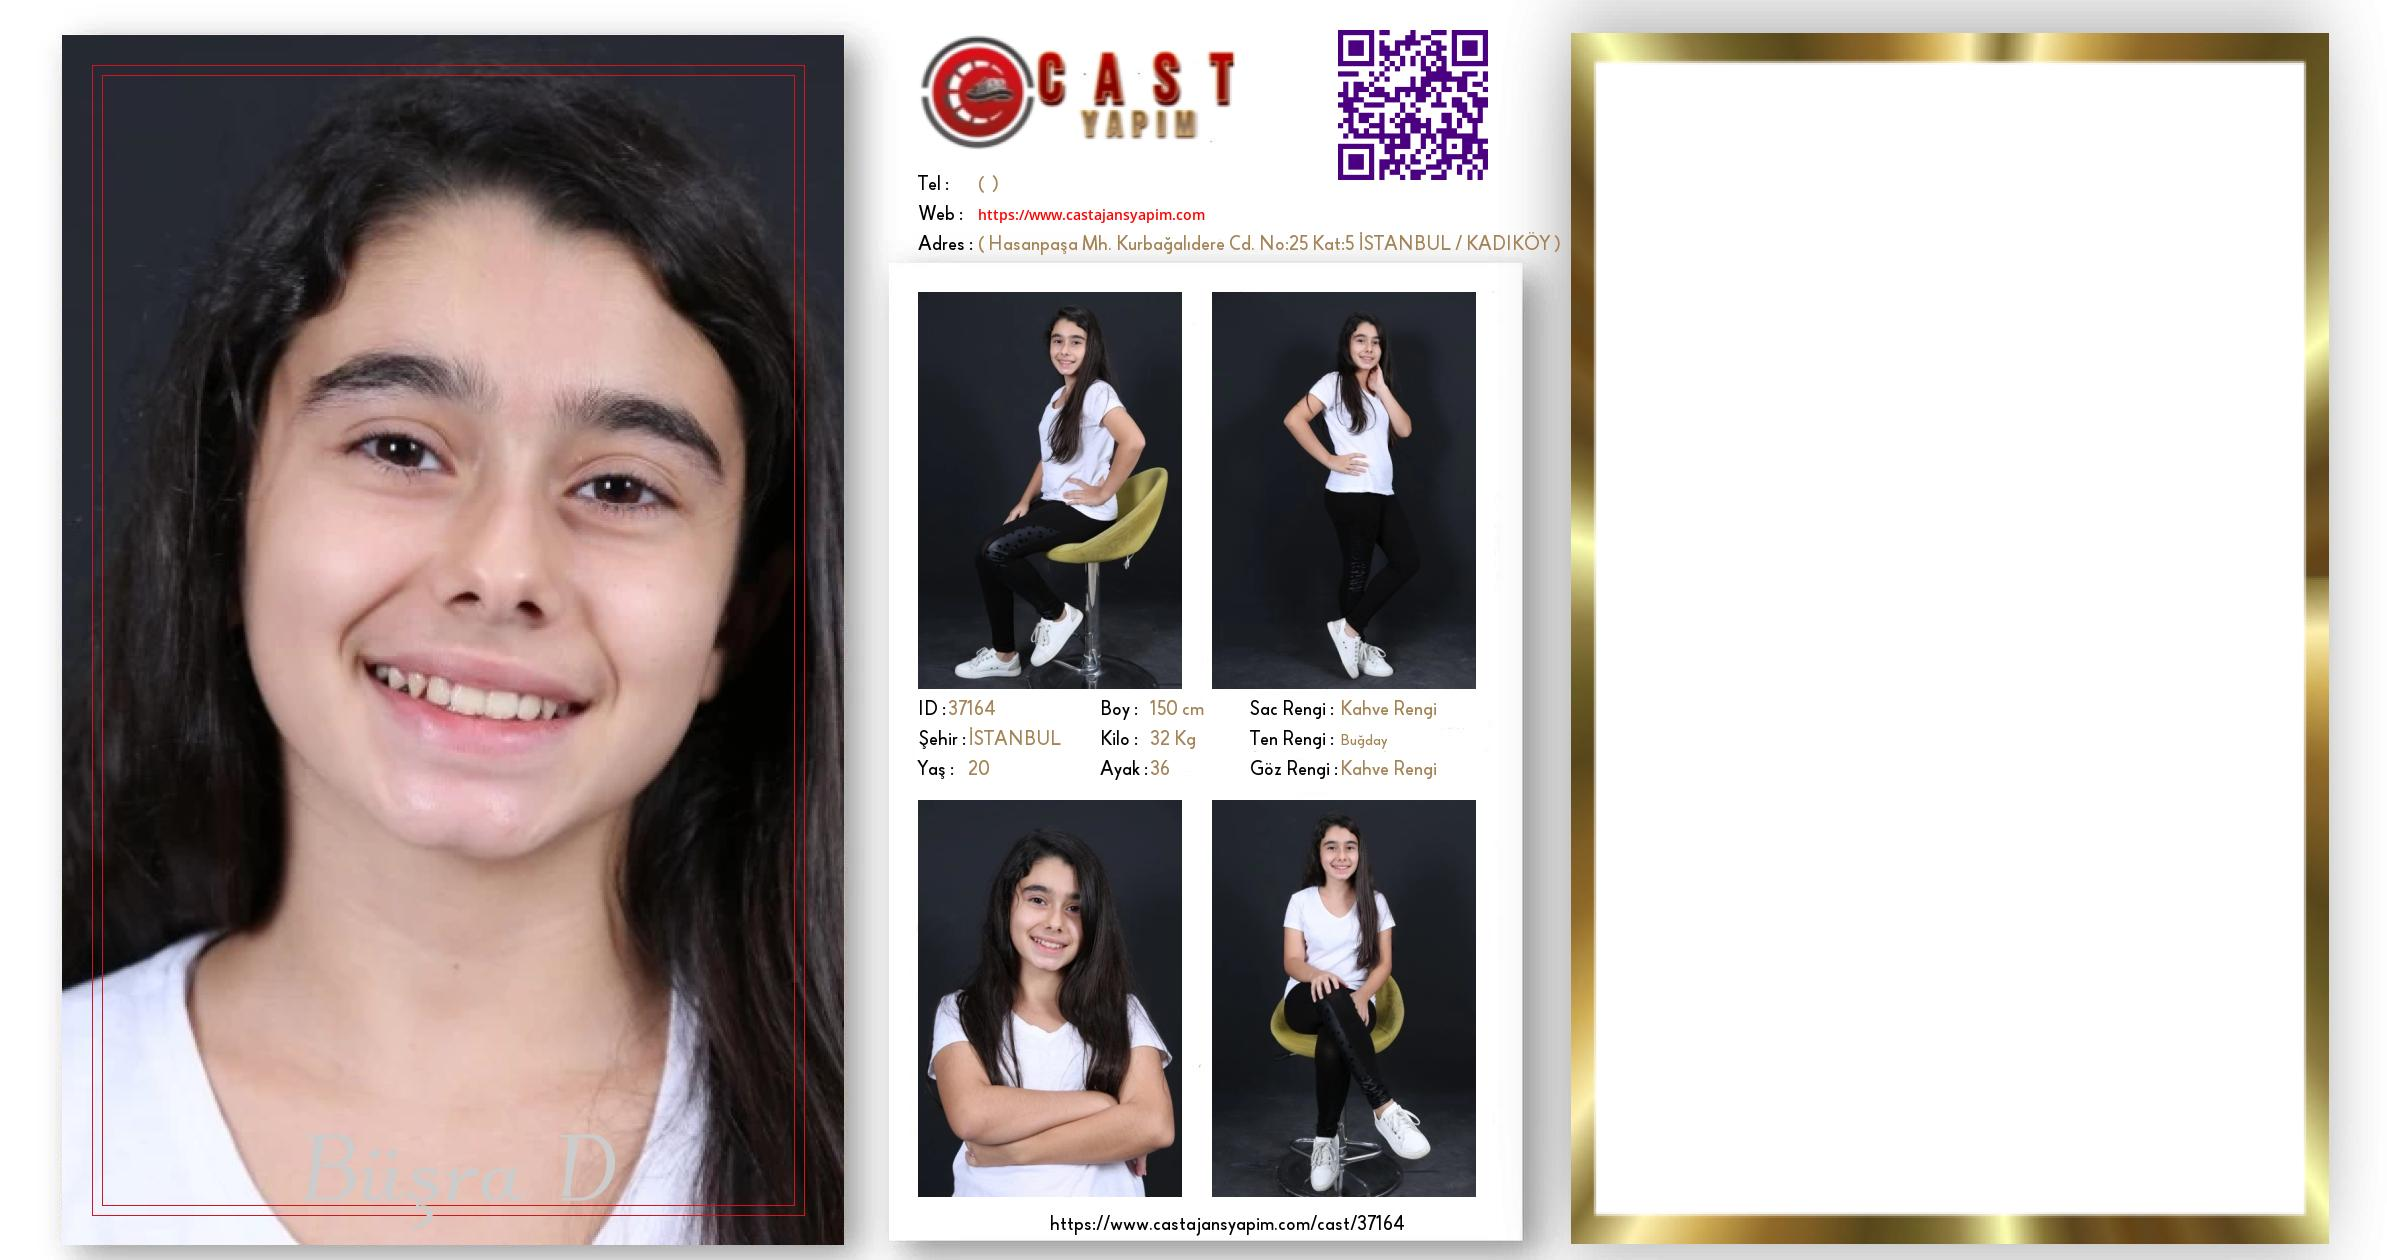 Büşra D
CAST
YAPIM
Tel : ( )
Web : https://www.castajansyapim.com
Adres : ( Hasanpaşa Mh. Kurbağalıdere Cd. No:25 Kat:5 İSTANBUL / KADIKÖY )
ID : 37164 Boy : 150 cm Sac Rengi : Kahve Rengi
Şehir : İSTANBUL Kilo : 32 Kg Ten Rengi : Buğday
Yaş : 20 Ayak : 36 Göz Rengi : Kahve Rengi
https://www.castajansyapim.com/cast/37164